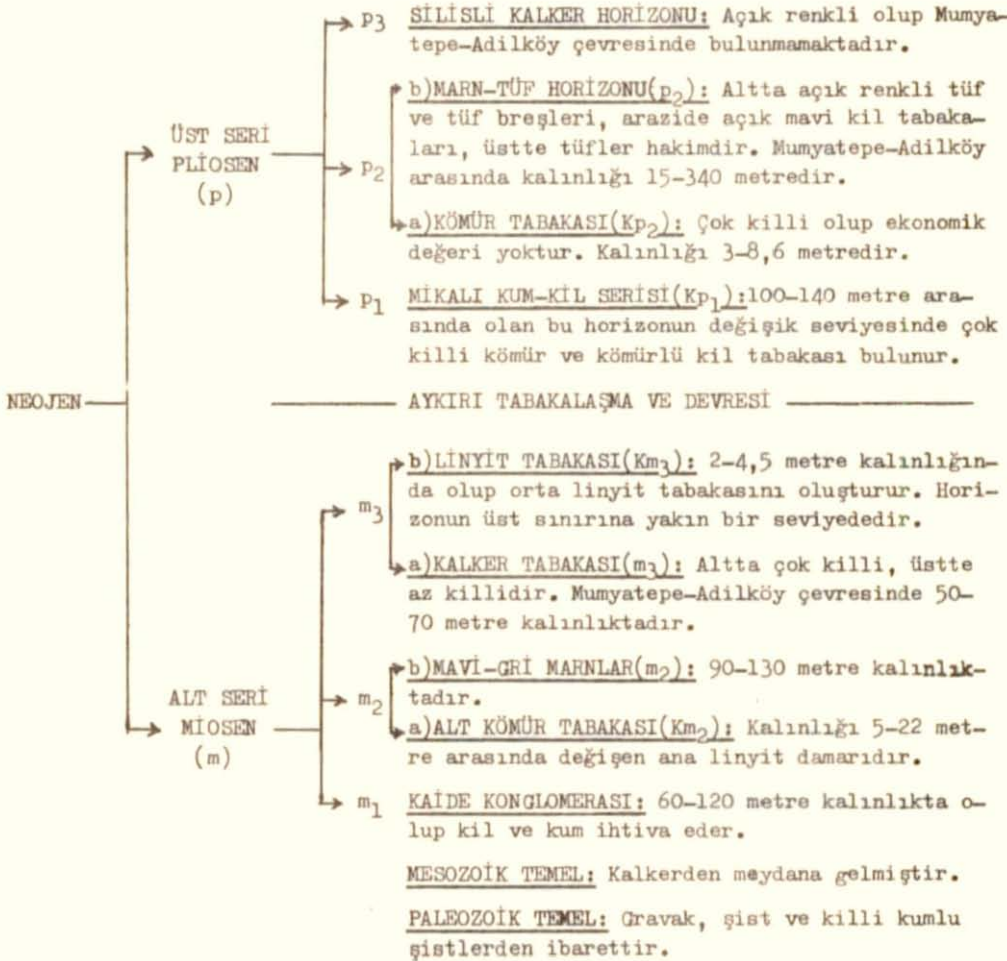 P3 SİLİSLİ KALKER HORİZONU: Açık renkli olup Mumya-
tepe-Adilköy çevresinde bulunmamaktadır.
b)MARN-TÜF HORİZONU(p2): Altta açık renkli tüf
ve tüf breşleri, arazide açık mavi kil tabaka-
ları, üstte tüfler hakimdir. Mumyatepe-Adilköy
arasında kalınlığı 15-340 metredir.
ÜST SERİ
PLIOSEN
(p)
P2
a)KÖMÜR TABAKASI(Kp2): Çok killi olup ekonomik
değeri yoktur. Kalınlığı 3-8,6 metredir.
P1 MİKALI KUM-KİL SERİSİ(Kp1):100-140 metre ara-
sında olan bu horizonun değişik seviyesinde çok
killi kömür ve kömürlü kil tabakası bulunur.
NEOJEN
AYKIRI TABAKALAŞMA VE DEVRESİ
b)LİNYİT TABAKASI(Km3): 2-4,5 metre kalınlığın-
da olup orta linyit tabakasını oluşturur. Hori-
zonun üst sınırına yakın bir seviyededir.
m3
a)KALKER TABAKASI(m3): Altta çok killi, üstte
az killidir. Mumyatepe-Adilköy çevresinde 50-
70 metre kalınlıktadır.
b)MAVİ-GRİ MARNLAR(m2): 90-130 metre kalınlık-
tadır.
m2
a)ALT KÖMÜR TABAKASI(Km2): Kalınlığı 5-22 met-
re arasında değişen ana linyit damarıdır.
ALT SERİ
MİOSEN
(m)
m1 KAİDE KONGLOMERASI: 60-120 metre kalınlıkta o-
lup kil ve kum ihtiva eder.
MESOZOİK TEMEL: Kalkerden meydana gelmiştir.
PALEOZOİK TEMEL: Gravak, şist ve killi kumlu
şistlerden ibarettir.